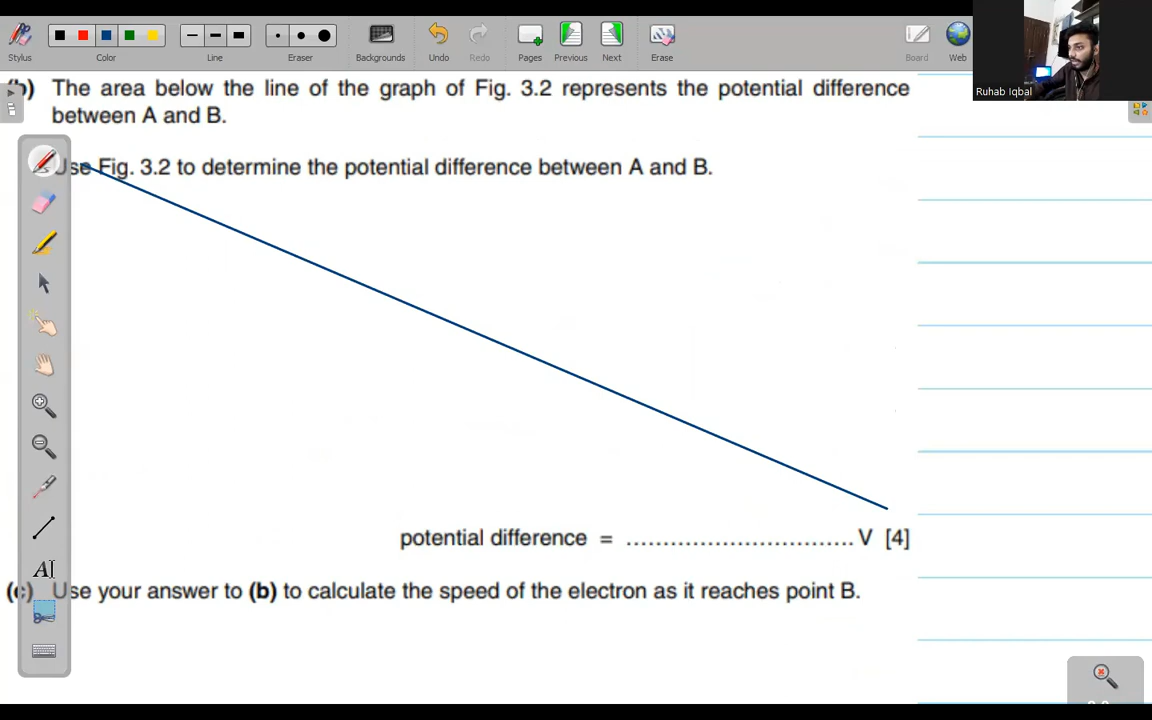 Stylus
Color
Line
Eraser
Backgrounds
Undo
Redo
Pages
Previous
Next
Erase
Board
Web
Ruhab Iqbal
(b) The area below the line of the graph of Fig. 3.2 represents the potential difference
between A and B.
Use Fig. 3.2 to determine the potential difference between A and B.
potential difference = .............................. V [4]
(c) Use your answer to (b) to calculate the speed of the electron as it reaches point B.